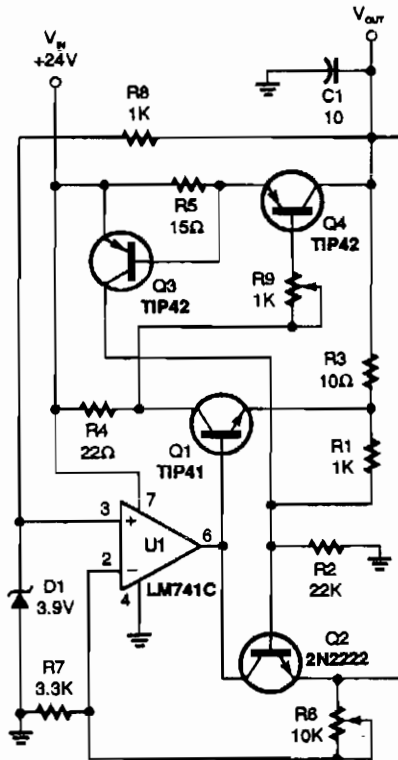 V_IN
+24V
V_OUT
R8
1K
C1
10
R5
15Ω
Q4
TIP42
Q3
TIP42
R9
1K
R3
10Ω
R4
22Ω
Q1
TIP41
R1
1K
3
+
7
U1
6
2
−
4
LM741C
R2
22K
D1
3.9V
Q2
2N2222
R7
3.3K
R6
10K